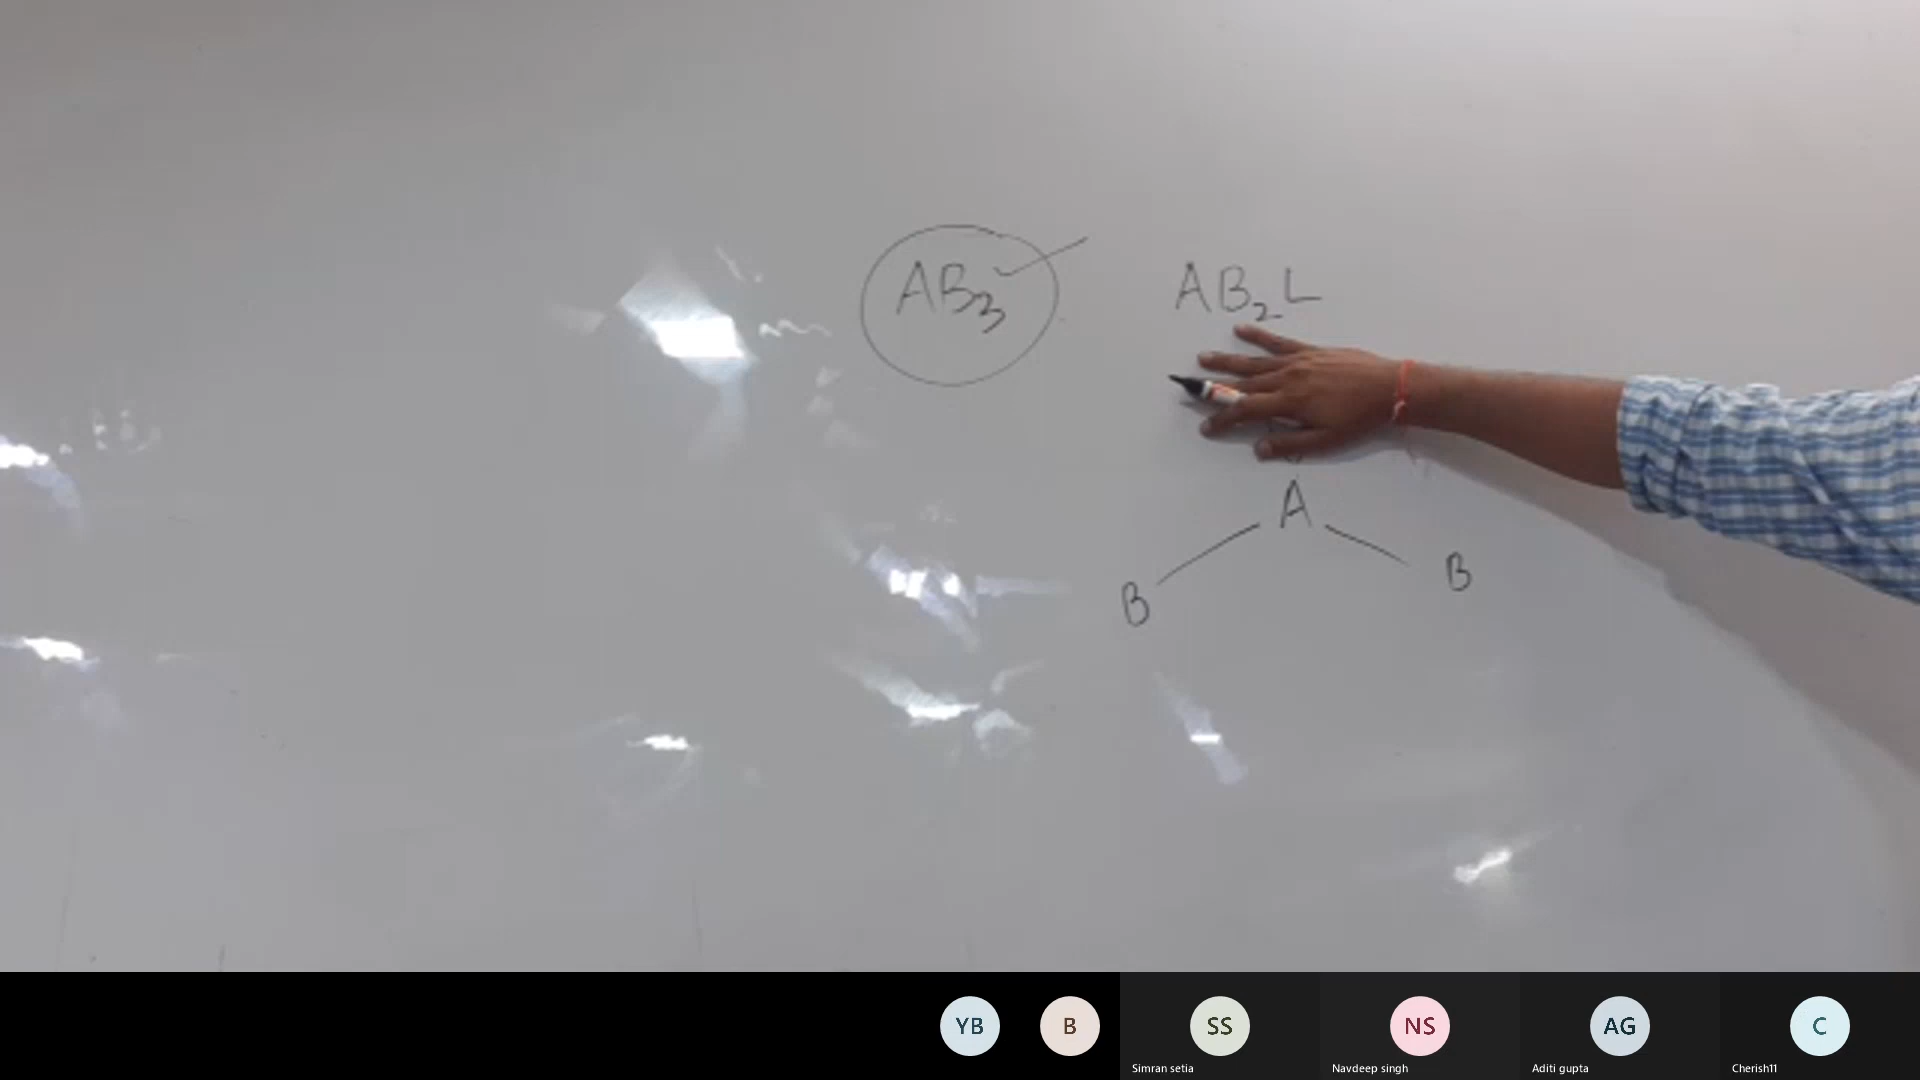 AB3 AB2L
A
B B
YB B SS NS AG C
Simran setia Navdeep singh Aditi gupta Cherish11